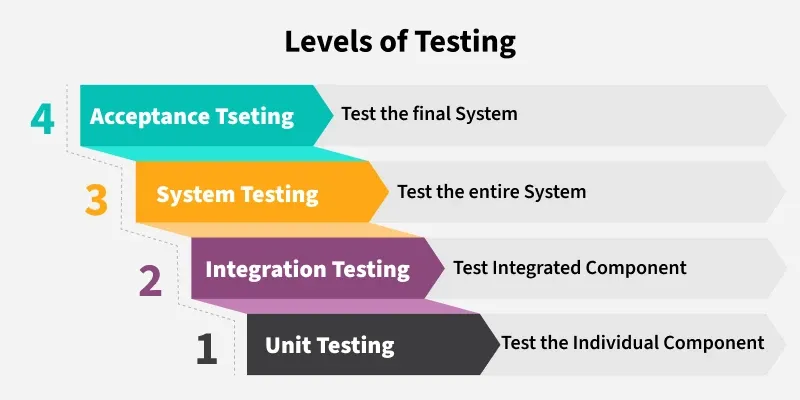 Levels of Testing
4 Acceptance Tseting Test the final System
3 System Testing Test the entire System
2 Integration Testing Test Integrated Component
1 Unit Testing Test the Individual Component